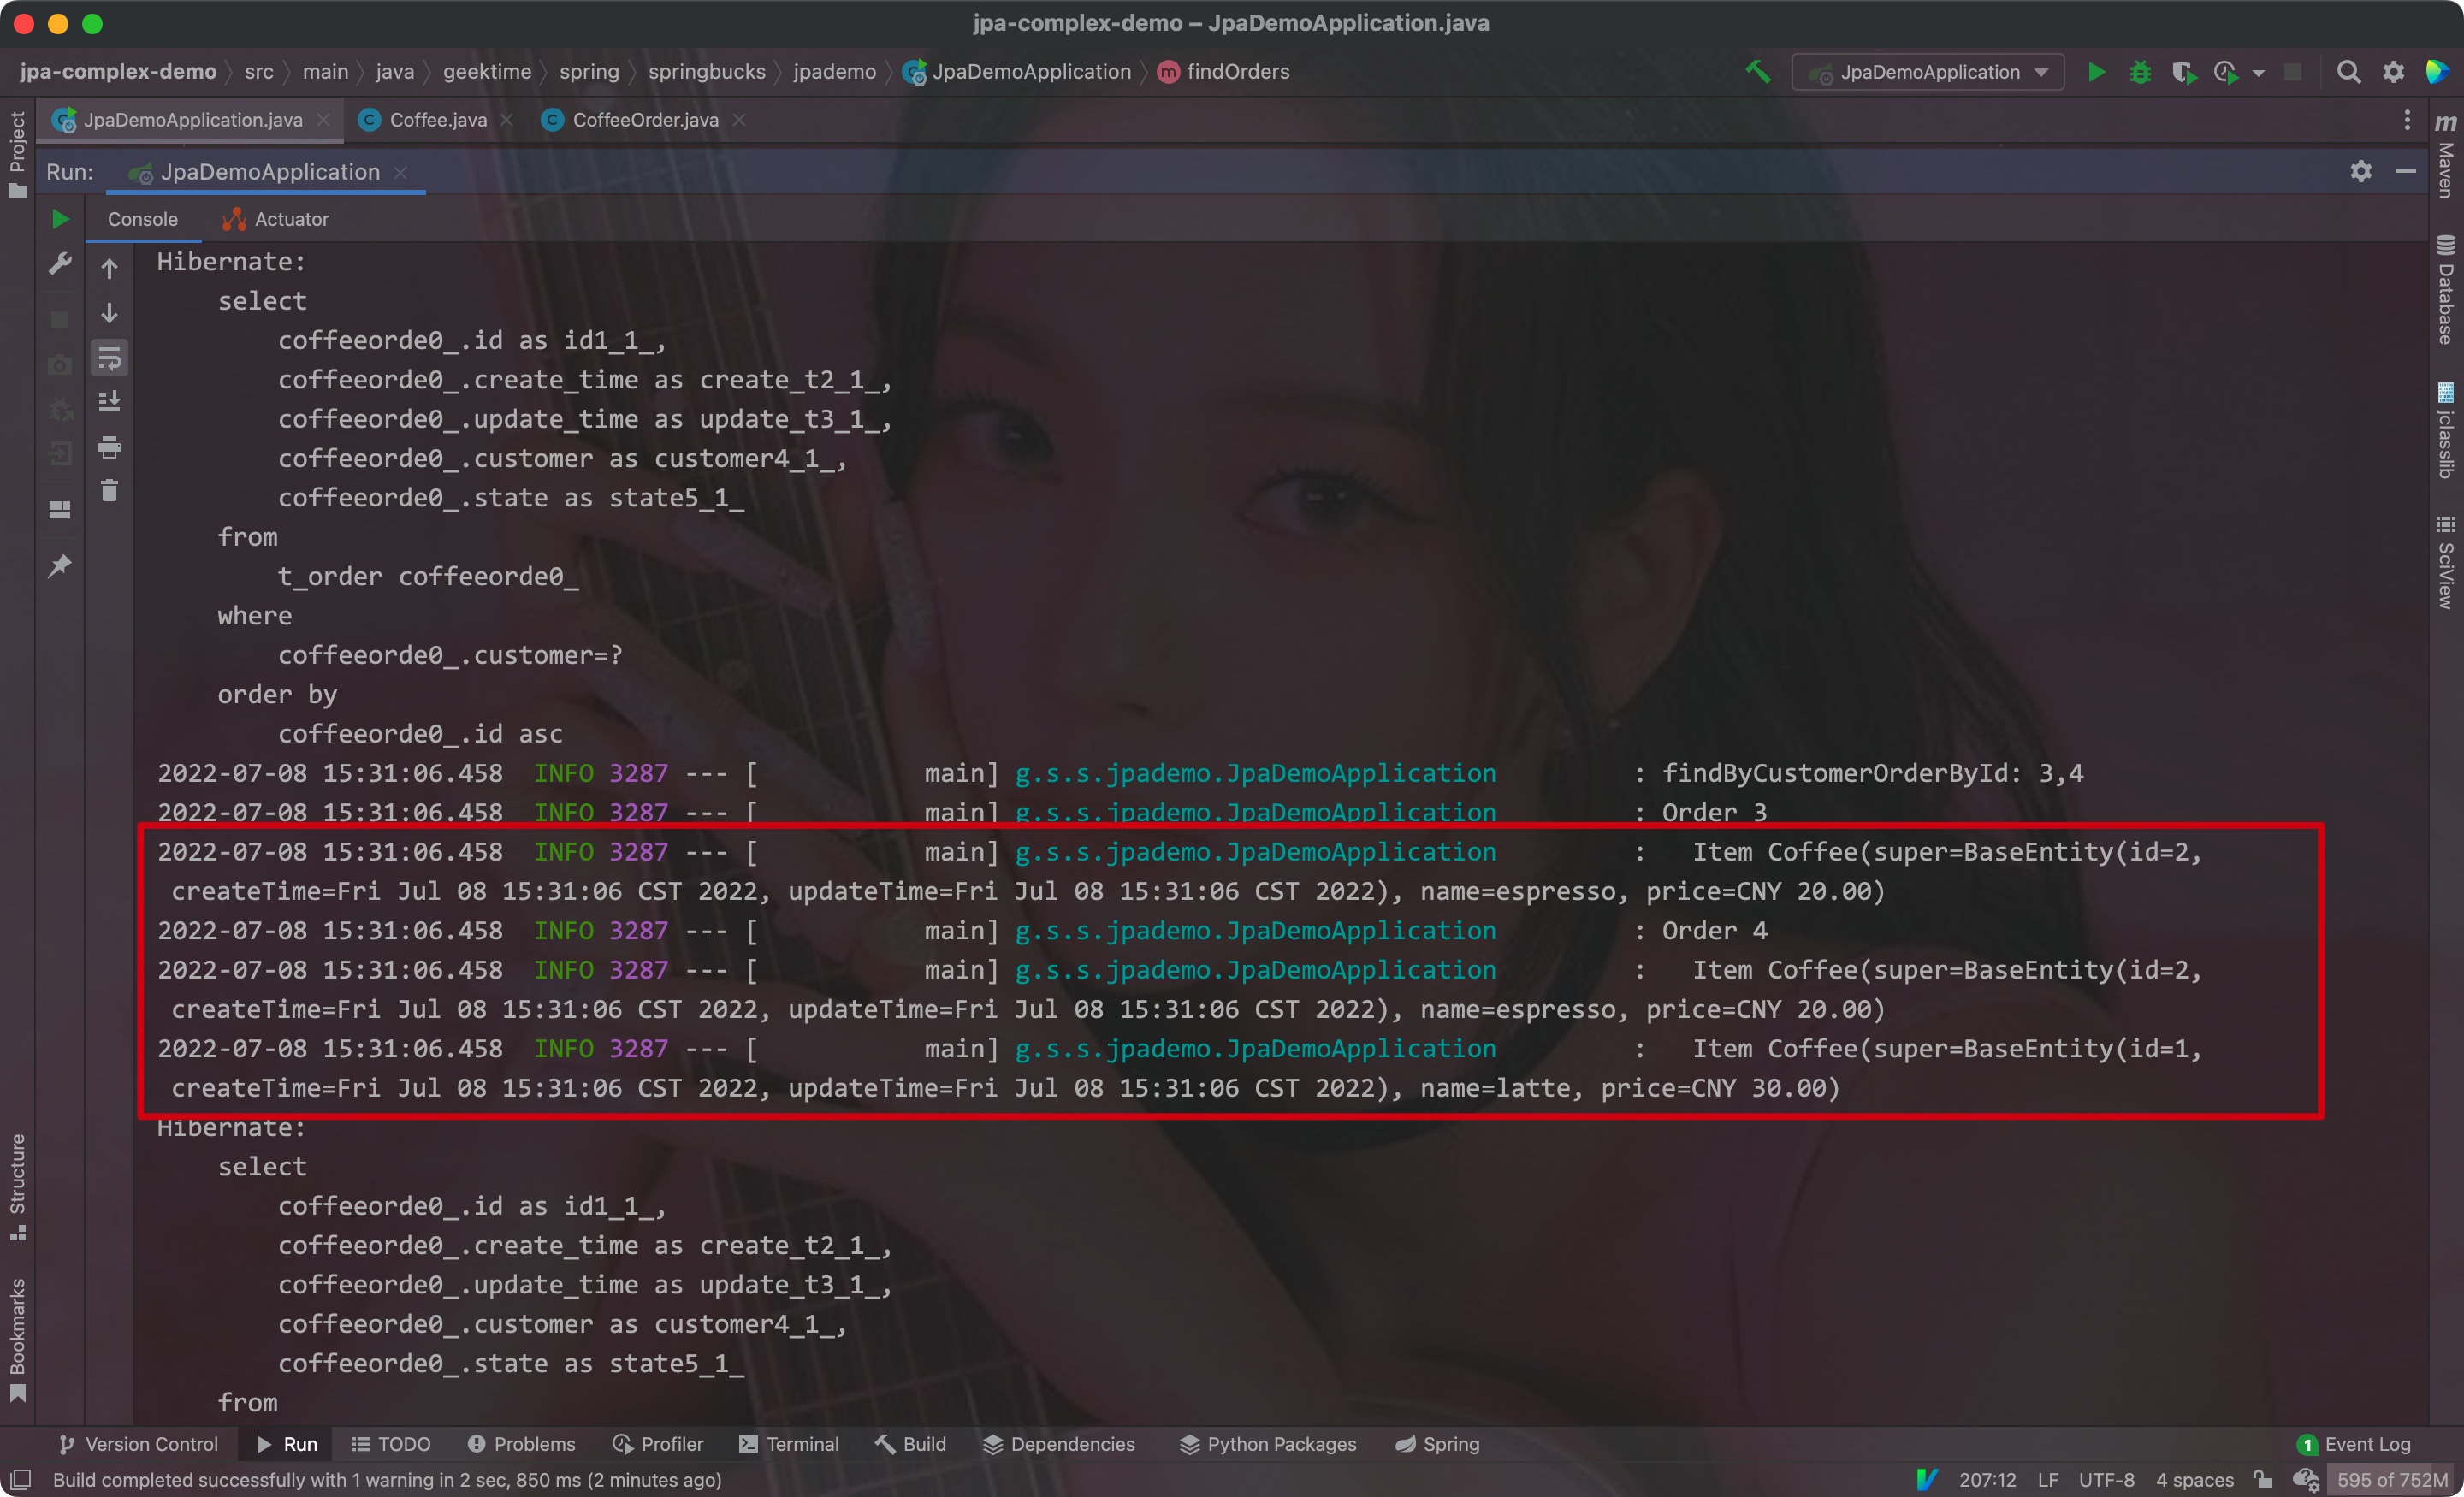 jpa-complex-demo – JpaDemoApplication.java
jpa-complex-demo src main java geektime spring springbucks jpademo JpaDemoApplication m findOrders JpaDemoApplication
JpaDemoApplication.java C Coffee.java C CoffeeOrder.java
Project
m Maven
Database
jclasslib
SciView
Structure
Bookmarks
Run: JpaDemoApplication
Console Actuator
Hibernate:
select
coffeeorde0_.id as id1_1_,
coffeeorde0_.create_time as create_t2_1_,
coffeeorde0_.update_time as update_t3_1_,
coffeeorde0_.customer as customer4_1_,
coffeeorde0_.state as state5_1_
from
t_order coffeeorde0_
where
coffeeorde0_.customer=?
order by
coffeeorde0_.id asc
2022-07-08 15:31:06.458 INFO 3287 --- [ main] g.s.s.jpademo.JpaDemoApplication : findByCustomerOrderById: 3,4
2022-07-08 15:31:06.458 INFO 3287 --- [ main] g.s.s.jpademo.JpaDemoApplication : Order 3
2022-07-08 15:31:06.458 INFO 3287 --- [ main] g.s.s.jpademo.JpaDemoApplication : Item Coffee(super=BaseEntity(id=2,
createTime=Fri Jul 08 15:31:06 CST 2022, updateTime=Fri Jul 08 15:31:06 CST 2022), name=espresso, price=CNY 20.00)
2022-07-08 15:31:06.458 INFO 3287 --- [ main] g.s.s.jpademo.JpaDemoApplication : Order 4
2022-07-08 15:31:06.458 INFO 3287 --- [ main] g.s.s.jpademo.JpaDemoApplication : Item Coffee(super=BaseEntity(id=2,
createTime=Fri Jul 08 15:31:06 CST 2022, updateTime=Fri Jul 08 15:31:06 CST 2022), name=espresso, price=CNY 20.00)
2022-07-08 15:31:06.458 INFO 3287 --- [ main] g.s.s.jpademo.JpaDemoApplication : Item Coffee(super=BaseEntity(id=1,
createTime=Fri Jul 08 15:31:06 CST 2022, updateTime=Fri Jul 08 15:31:06 CST 2022), name=latte, price=CNY 30.00)
Hibernate:
select
coffeeorde0_.id as id1_1_,
coffeeorde0_.create_time as create_t2_1_,
coffeeorde0_.update_time as update_t3_1_,
coffeeorde0_.customer as customer4_1_,
coffeeorde0_.state as state5_1_
from
Version Control Run TODO Problems Profiler Terminal Build Dependencies Python Packages Spring 1 Event Log
Build completed successfully with 1 warning in 2 sec, 850 ms (2 minutes ago) 207:12 LF UTF-8 4 spaces 595 of 752M